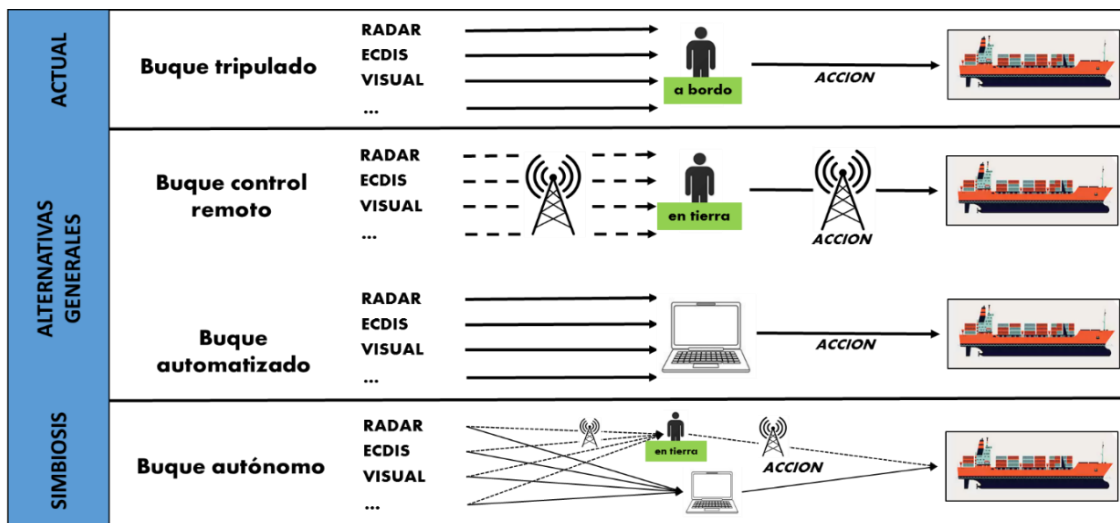 ACTUAL
Buque tripulado
RADAR
ECDIS
VISUAL
...
a bordo
ACCION
ALTERNATIVAS
GENERALES
Buque control
remoto
RADAR
ECDIS
VISUAL
...
en tierra
ACCION
Buque
automatizado
RADAR
ECDIS
VISUAL
...
ACCION
SIMBIOSIS
Buque autónomo
RADAR
ECDIS
VISUAL
...
en tierra
ACCION